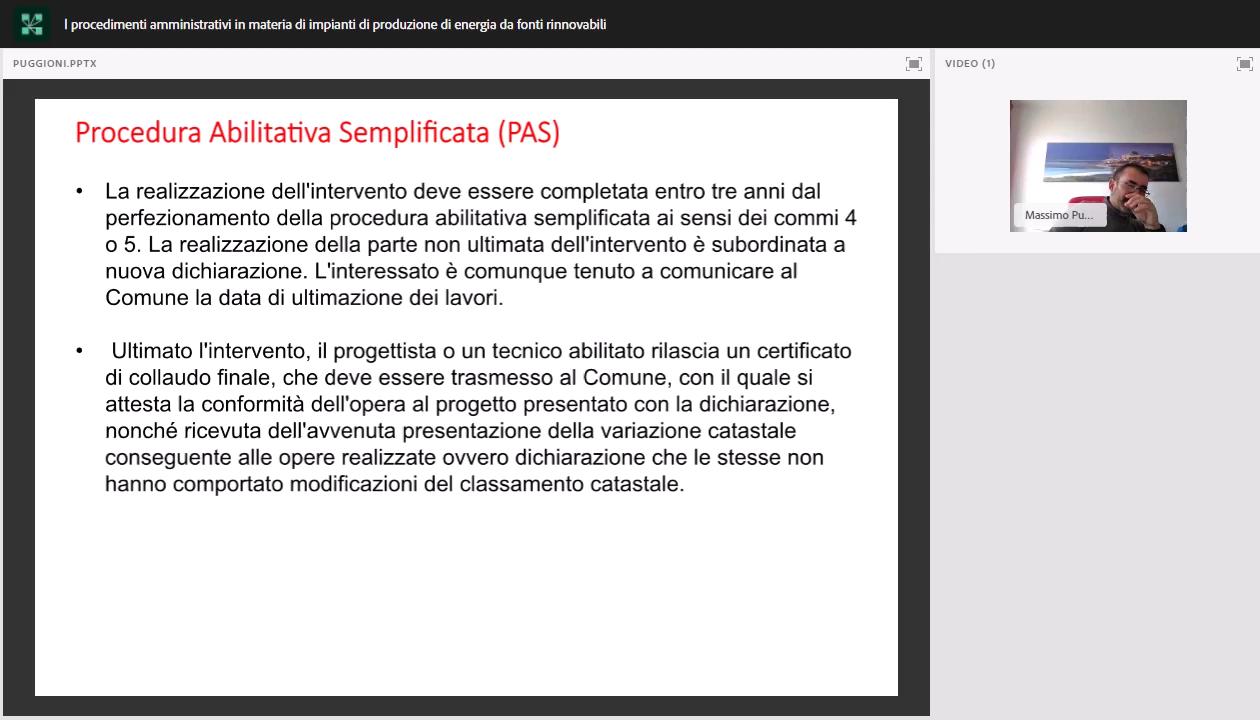 I procedimenti amministrativi in materia di impianti di produzione di energia da fonti rinnovabili
PUGGIONI.PPTX
VIDEO (1)
Procedura Abilitativa Semplificata (PAS)
• La realizzazione dell'intervento deve essere completata entro tre anni dal
perfezionamento della procedura abilitativa semplificata ai sensi dei commi 4
o 5. La realizzazione della parte non ultimata dell'intervento è subordinata a
nuova dichiarazione. L'interessato è comunque tenuto a comunicare al
Comune la data di ultimazione dei lavori.
• Ultimato l'intervento, il progettista o un tecnico abilitato rilascia un certificato
di collaudo finale, che deve essere trasmesso al Comune, con il quale si
attesta la conformità dell'opera al progetto presentato con la dichiarazione,
nonché ricevuta dell'avvenuta presentazione della variazione catastale
conseguente alle opere realizzate ovvero dichiarazione che le stesse non
hanno comportato modificazioni del classamento catastale.
Massimo Pu...